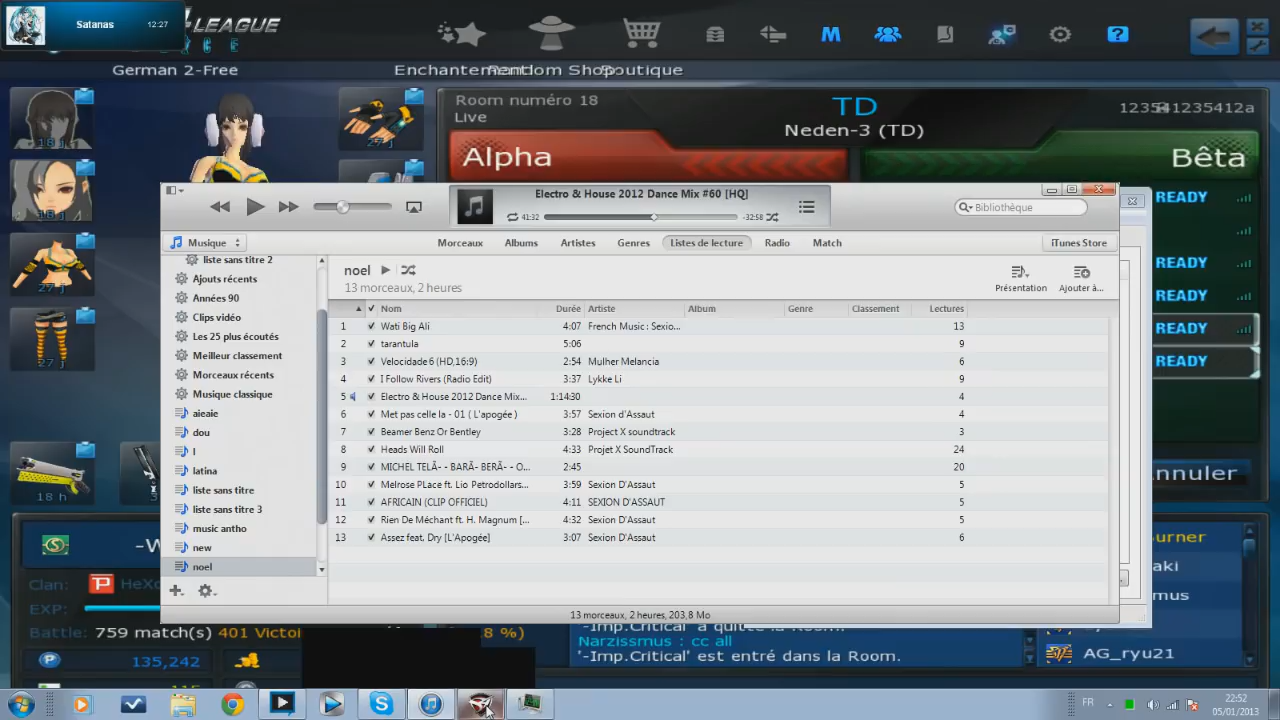 Satanas 12:27
LEAGUE
German 2-Free
Enchantement Random Shop Boutique
M
?
18 j
18 j
27 j
27 j
18 h
Room numéro 18
Live
TD
Neden-3 (TD)
Alpha
Bêta
READY
READY
READY
READY
READY
Electro & House 2012 Dance Mix #60 [HQ]
41:32 -32:58
Bibliothèque
Musique
Morceaux Albums Artistes Genres Listes de lecture Radio Match
iTunes Store
liste sans titre 2
Ajouts récents
Années 90
Clips vidéo
Les 25 plus écoutés
Meilleur classement
Morceaux récents
Musique classique
aieaie
dou
l
latina
liste sans titre
liste sans titre 3
music antho
new
noel
noel
13 morceaux, 2 heures
Présentation Ajouter à...
Nom Durée Artiste Album Genre Classement Lectures
1 Wati Big Ali 4:07 French Music : Sexio... 13
2 tarantula 5:06 9
3 Velocidade 6 (HD,16:9) 2:54 Mulher Melancia 6
4 I Follow Rivers (Radio Edit) 3:37 Lykke Li 9
5 Electro & House 2012 Dance Mix... 1:14:30 4
6 Met pas celle la - 01 ( L'apogée ) 3:57 Sexion d'Assaut 4
7 Beamer Benz Or Bentley 3:28 Project X soundtrack 3
8 Heads Will Roll 4:33 Projet X SoundTrack 24
9 MICHEL TELÃ- - BARÃ- BERÃ- - O... 2:45 20
10 Melrose PLace ft. Lio Petrodollars... 3:59 Sexion D'Assaut 5
11 AFRICAIN (CLIP OFFICIEL) 4:11 SEXION D'ASSAUT 5
12 Rien De Méchant ft. H. Magnum [... 4:32 Sexion D'Assaut 5
13 Assez feat. Dry [L'Apogée] 3:07 Sexion D'Assaut 6
13 morceaux, 2 heures, 203,8 Mo
nnuler
Clan: P
EXP:
Battle: 759 match(s) 401
135,242
Narzissmus : cc all
'-Imp.Critical' est entré dans la Room.
AG_ryu21
FR
22:52
05/01/2013